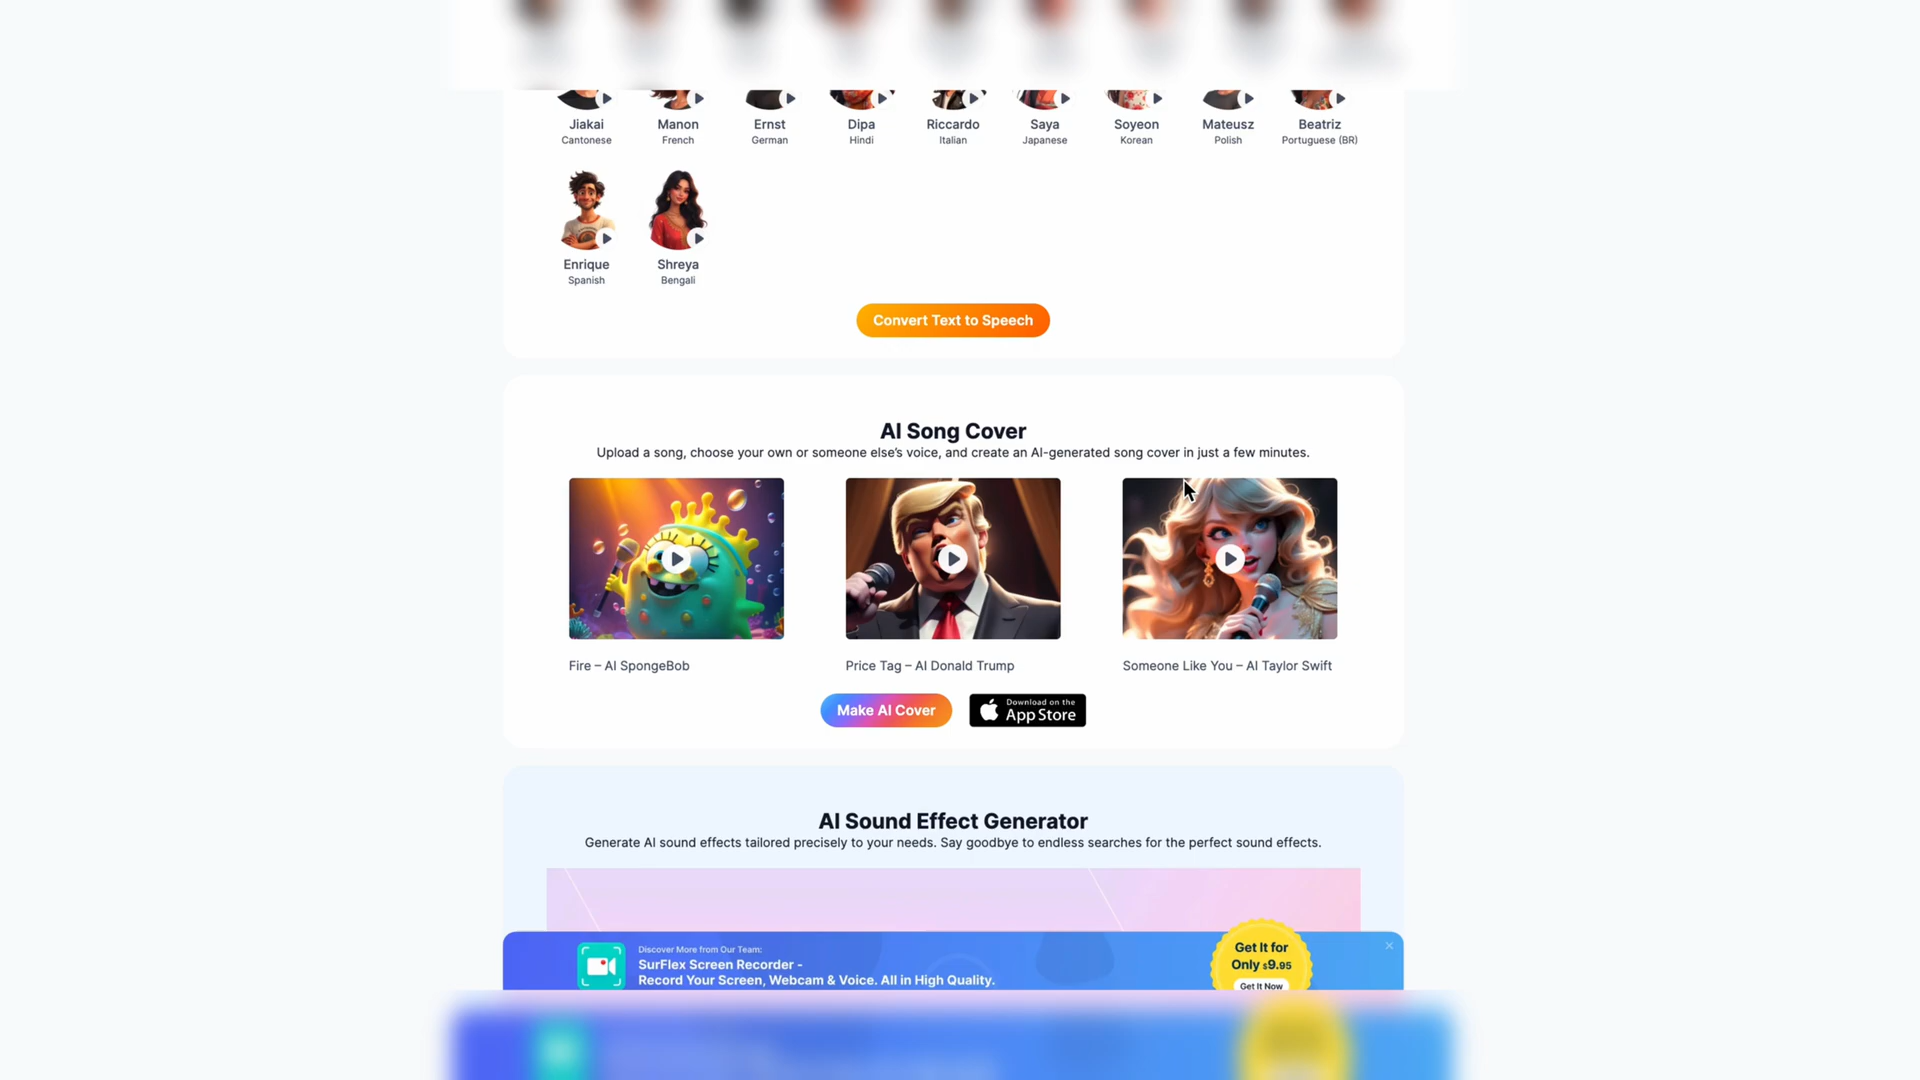 Jiakai Manon Ernst Dipa Riccardo Saya Soyeon Mateusz Beatriz
Cantonese French German Hindi Italian Japanese Korean Polish Portuguese (BR)
Enrique Shreya
Spanish Bengali
Convert Text to Speech
AI Song Cover
Upload a song, choose your own or someone else's voice, and create an AI-generated song cover in just a few minutes.
Fire – AI SpongeBob Price Tag – AI Donald Trump Someone Like You – AI Taylor Swift
Make AI Cover
Download on the
App Store
AI Sound Effect Generator
Generate AI sound effects tailored precisely to your needs. Say goodbye to endless searches for the perfect sound effects.
Discover More from Our Team:
SurFlex Screen Recorder -
Record Your Screen, Webcam & Voice. All in High Quality.
Get It for
Only $9.95
Get It Now